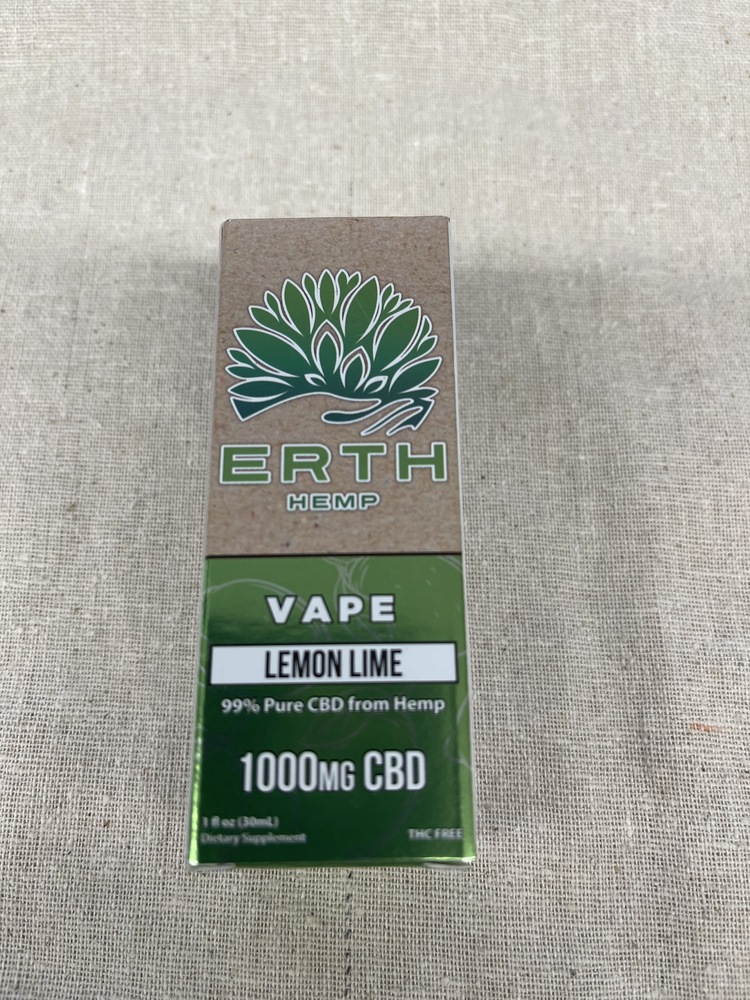 ERTH
HEMP
VAPE
LEMON LIME
99% Pure CBD from Hemp
1000MG CBD
1 fl oz (30mL)
Dietary Supplement
THC FREE